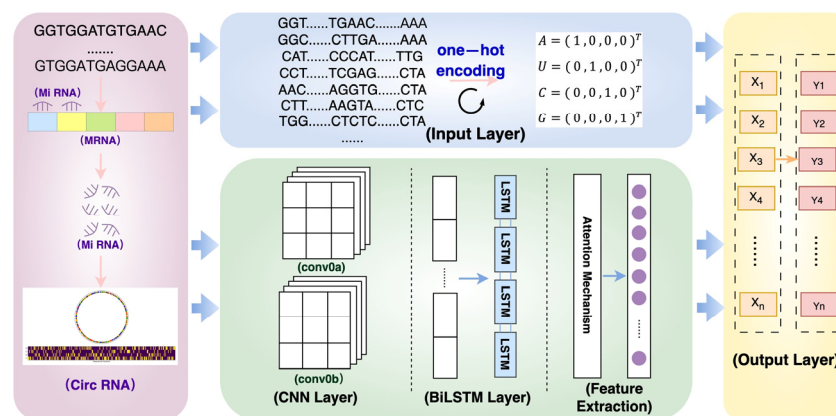 GGTGGATGTGAAC
.......
GTGGATGAGGAAA
(Mi RNA)
(MRNA)
(Mi RNA)
(Circ RNA)
GGT......TGAAC......AAA
GGC......CTTGA......AAA
CAT......CCCAT......TTG
CCT......TCGAG......CTA
AAC......AGGTG......CTA
CTT......AAGTA......CTC
TGG......CTCTC......CTA
......
one—hot
encoding
(Input Layer)
A = (1,0,0,0)ᵀ
U = (0,1,0,0)ᵀ
C = (0,0,1,0)ᵀ
G = (0,0,0,1)ᵀ
(conv0a)
(conv0b)
(CNN Layer)
LSTM
LSTM
LSTM
LSTM
(BiLSTM Layer)
Attention Mechanism
(Feature
Extraction)
X1 Y1
X2 Y2
X3 Y3
X4 Y4
Xn Yn
(Output Layer)